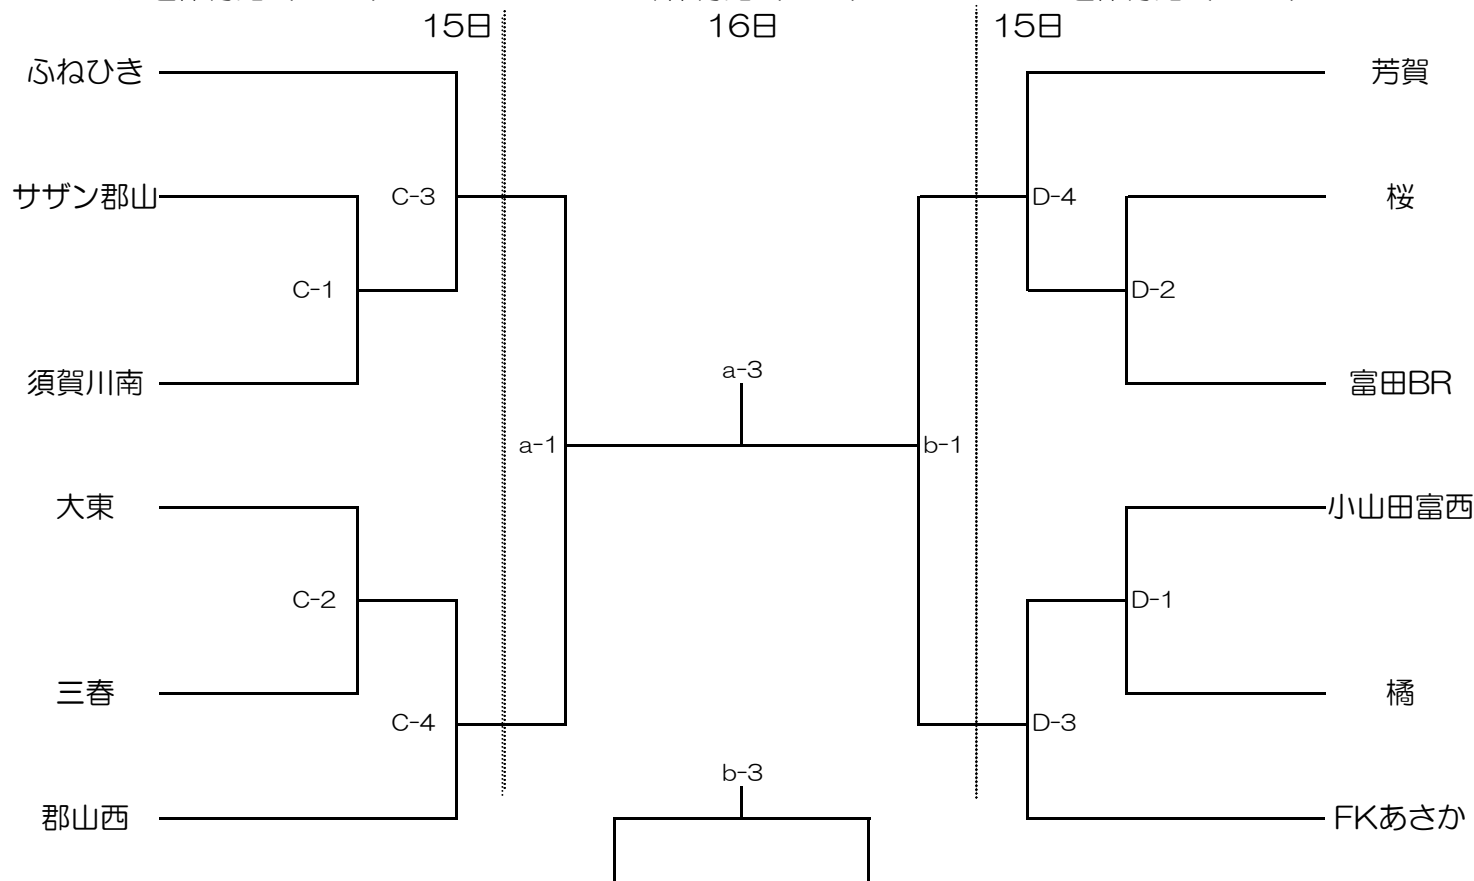 15日
16日
15日
ふねひき
芳賀
サザン郡山
C-3
D-4
桜
C-1
D-2
須賀川南
a-3
富田BR
a-1
b-1
大東
小山田富西
C-2
D-1
三春
橘
C-4
D-3
b-3
郡山西
FKあさか